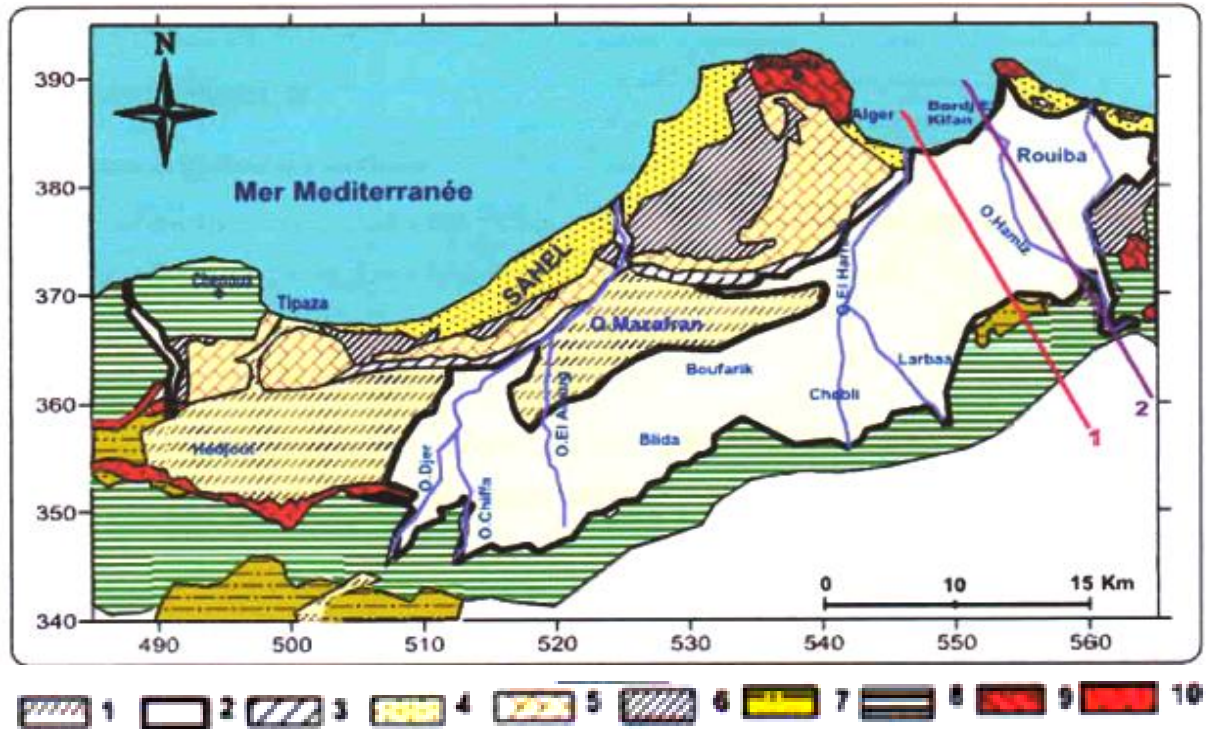 N
390
380
370
360
350
340
Mer Mediterranée
SAHEL
Chenoua
Tipaza
Alger
Bordj E
Kifan
Rouiba
O.Hamiz
O.El Harr
O.Mazafran
Boufarik
Larbaa
Chebli
Blida
Hadjout
O.Djer
O.Chiffa
1
2
0 10 15 Km
490 500 510 520 530 540 550 560
1 2 3 4 5 6 7 8 9 10